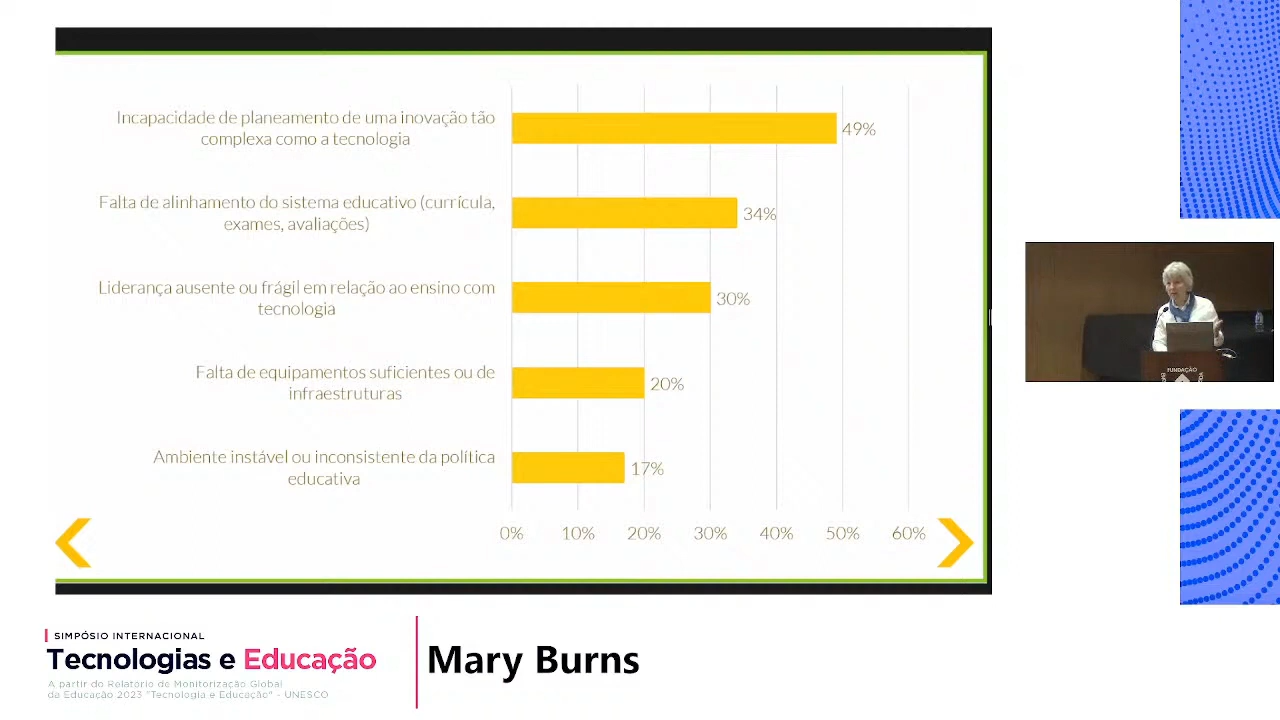 Incapacidade de planeamento de uma inovação tão
complexa como a tecnologia
49%
Falta de alinhamento do sistema educativo (currícula,
exames, avaliações)
34%
Liderança ausente ou frágil em relação ao ensino com
tecnologia
30%
Falta de equipamentos suficientes ou de
infraestruturas
20%
Ambiente instável ou inconsistente da política
educativa
17%
0% 10% 20% 30% 40% 50% 60%
FUNDAÇÃO
SIMPÓSIO INTERNACIONAL
Tecnologias e Educação
A partir do Relatório de Monitorização Global
da Educação 2023 "Tecnologia e Educação" - UNESCO
Mary Burns